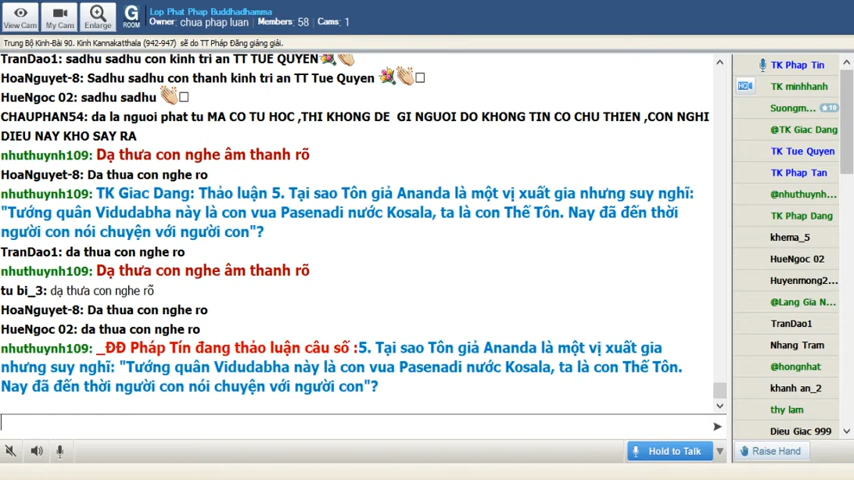 View Cam
My Cam
Enlarge
G
ROOM
Lop Phat Phap Buddhadhamma
Owner: chua phap luan Members: 58 Cams: 1
Trung Bộ Kinh-Bài 90. Kinh Kannakatthala (942-947) sẽ do TT Pháp Đăng giảng giải.
TranDao1: sadhu sadhu con kinh tri an TT TUE QUYEN
HoaNguyet-8: Sadhu sadhu con thanh kinh tri an TT Tue Quyen
HueNgoc 02: sadhu sadhu
CHAUPHAN54: da la nguoi phat tu MA CO TU HOC ,THI KHONG DE GI NGUOI DO KHONG TIN CO CHU THIEN ,CON NGHI
DIEU NAY KHO SAY RA
nhuthuynh109: Dạ thưa con nghe âm thanh rõ
HoaNguyet-8: Da thua con nghe ro
nhuthuynh109: TK Giac Dang: Thảo luận 5. Tại sao Tôn giả Ananda là một vị xuất gia nhưng suy nghĩ:
"Tướng quân Vidudabha này là con vua Pasenadi nước Kosala, ta là con Thế Tôn. Nay đã đến thời
người con nói chuyện với người con"?
TranDao1: da thua con nghe ro
nhuthuynh109: Dạ thưa con nghe âm thanh rõ
tu bi_3: dạ thưa con nghe rõ
HoaNguyet-8: Da thua con nghe ro
HueNgoc 02: da thua con nghe ro
nhuthuynh109: _ĐĐ Pháp Tín đang thảo luận câu số :5. Tại sao Tôn giả Ananda là một vị xuất gia
nhưng suy nghĩ: "Tướng quân Vidudabha này là con vua Pasenadi nước Kosala, ta là con Thế Tôn.
Nay đã đến thời người con nói chuyện với người con"?
TK Phap Tin
TK minhhanh
Suongm... 18
@TK Giac Dang
TK Tue Quyen
TK Phap Tan
@nhuthuynh...
TK Phap Dang
khema_5
HueNgoc 02
Huyenmong2...
@Lang Gia N...
TranDao1
Nhang Tram
@hongnhat
khanh an_2
thy lam
Dieu Giac 999
Hold to Talk
Raise Hand